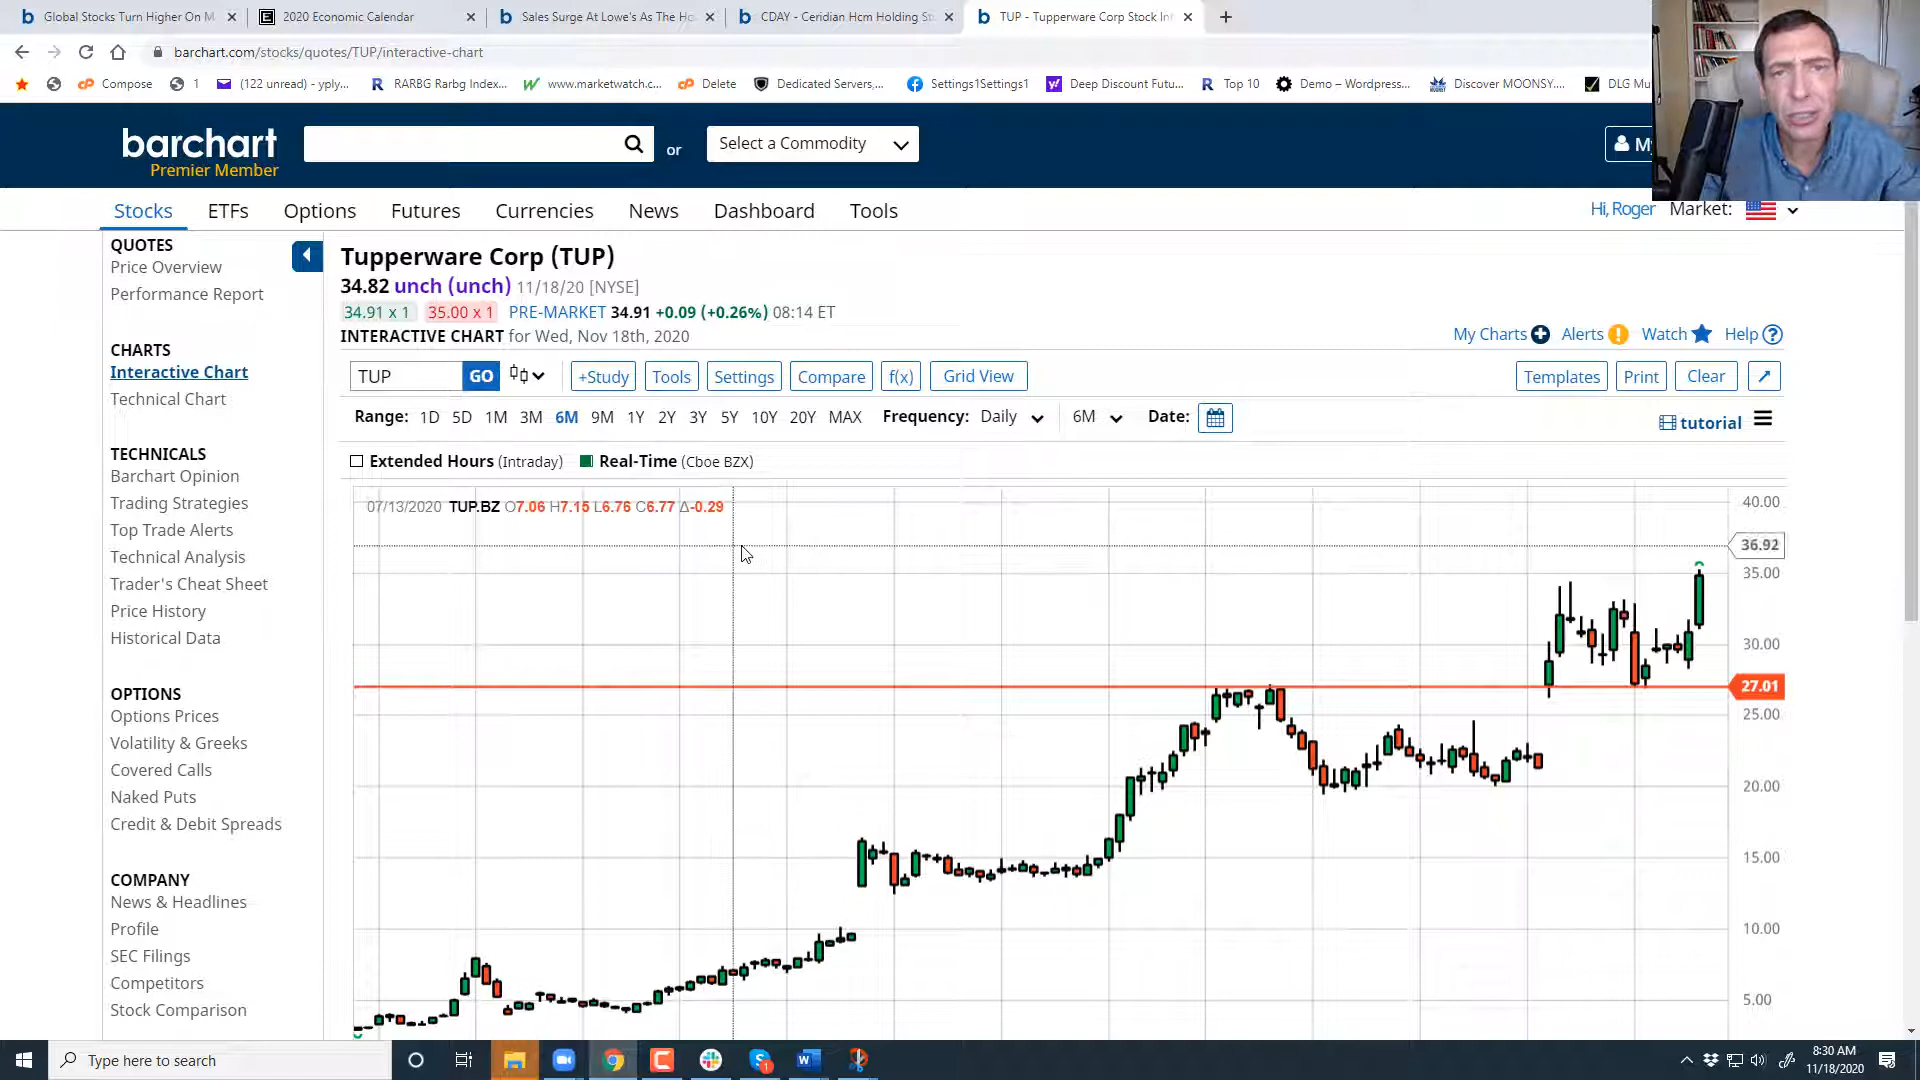 Global Stocks Turn Higher On M
2020 Economic Calendar
Sales Surge At Lowe's As The Ho
CDAY - Ceridian Hcm Holding St
TUP - Tupperware Corp Stock Int
barchart.com/stocks/quotes/TUP/interactive-chart
Compose 1 (122 unread) - yply... RARBG Rarbg Index... www.marketwatch.c... Delete Dedicated Servers,... Settings1Settings1 Deep Discount Futu... Top 10 Demo – Wordpress... Discover MOONSY.... DLG Mu
barchart
Premier Member
or
Select a Commodity
My
Stocks ETFs Options Futures Currencies News Dashboard Tools
Hi, Roger Market:
QUOTES
Price Overview
Performance Report
CHARTS
Interactive Chart
Technical Chart
TECHNICALS
Barchart Opinion
Trading Strategies
Top Trade Alerts
Technical Analysis
Trader's Cheat Sheet
Price History
Historical Data
OPTIONS
Options Prices
Volatility & Greeks
Covered Calls
Naked Puts
Credit & Debit Spreads
COMPANY
News & Headlines
Profile
SEC Filings
Competitors
Stock Comparison
Tupperware Corp (TUP)
34.82 unch (unch) 11/18/20 [NYSE]
34.91 x 1 35.00 x 1 PRE-MARKET 34.91 +0.09 (+0.26%) 08:14 ET
INTERACTIVE CHART for Wed, Nov 18th, 2020
My Charts Alerts Watch Help
TUP GO +Study Tools Settings Compare f(x) Grid View Templates Print Clear
Range: 1D 5D 1M 3M 6M 9M 1Y 2Y 3Y 5Y 10Y 20Y MAX Frequency: Daily 6M Date:
tutorial
Extended Hours (Intraday) Real-Time (Cboe BZX)
07/13/2020 TUP.BZ O7.06 H7.15 L6.76 C6.77 Δ-0.29
40.00
36.92
35.00
30.00
27.01
25.00
20.00
15.00
10.00
5.00
Type here to search
8:30 AM
11/18/2020